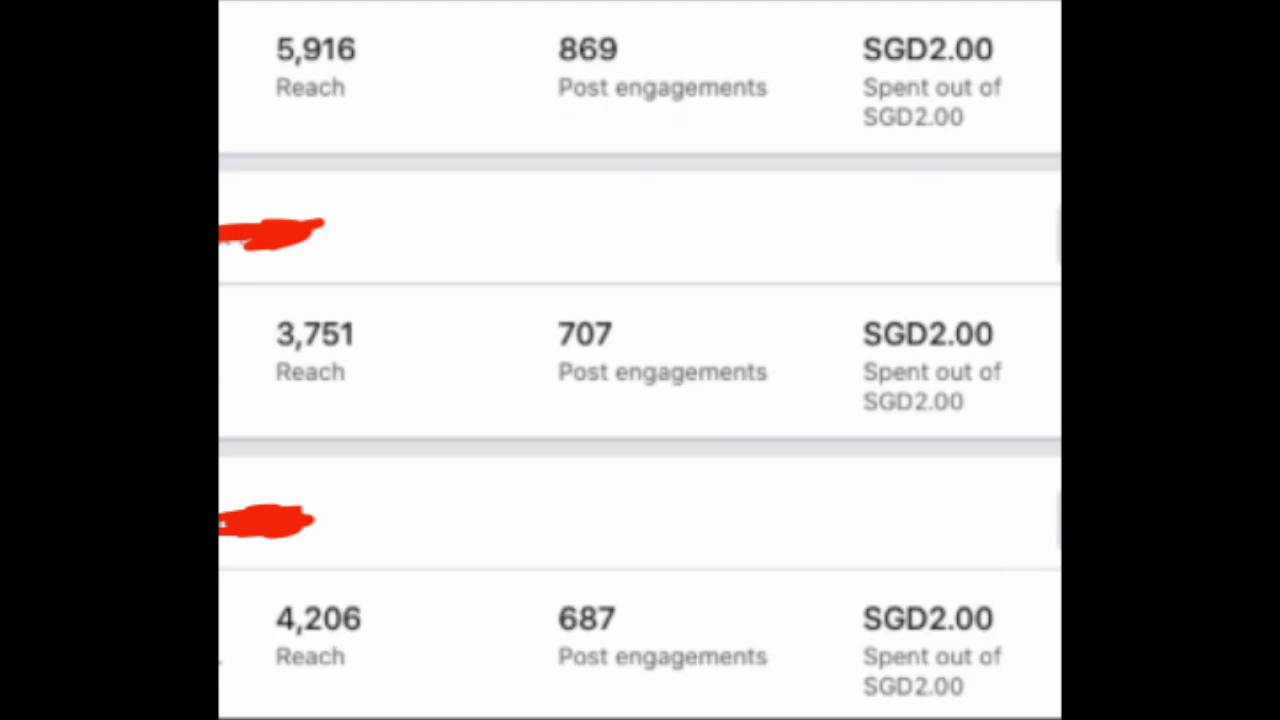 5,916 869 SGD2.00
Reach Post engagements Spent out of
SGD2.00
3,751 707 SGD2.00
Reach Post engagements Spent out of
SGD2.00
4,206 687 SGD2.00
Reach Post engagements Spent out of
SGD2.00